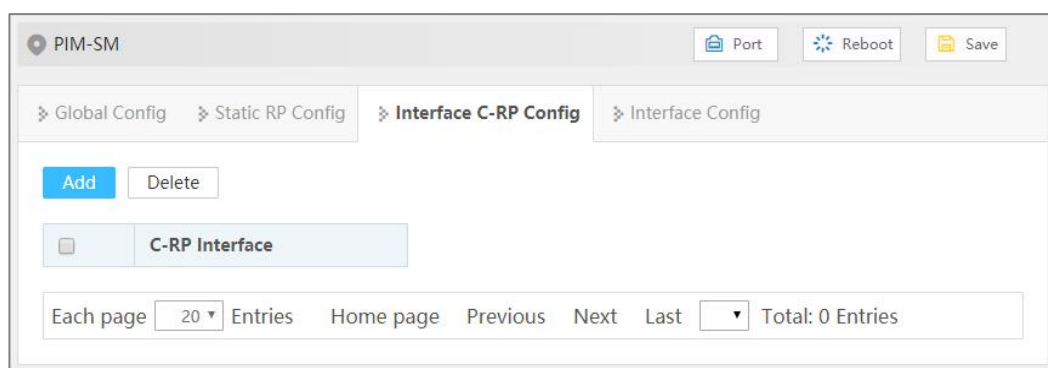 PIM-SM Port Reboot Save
Global Config Static RP Config Interface C-RP Config Interface Config
Add Delete
C-RP Interface
Each page 20 Entries Home page Previous Next Last Total: 0 Entries